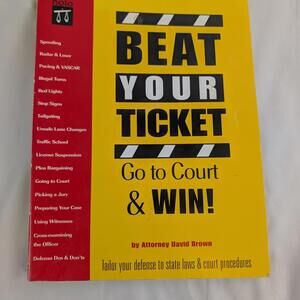 nolo
Speeding
Radar & Laser
Pacing & VASCAR
Illegal Turns
Red Lights
Stop Signs
Tailgating
Unsafe Lane Changes
Traffic School
License Suspension
Plea Bargaining
Going to Court
Picking a Jury
Preparing Your Case
Using Witnesses
Cross-examining
the Officer
Defense Dos & Don'ts
BEAT
YOUR
TICKET
Go to Court
& WIN!
by Attorney David Brown
Tailor your defense to state laws & court procedures